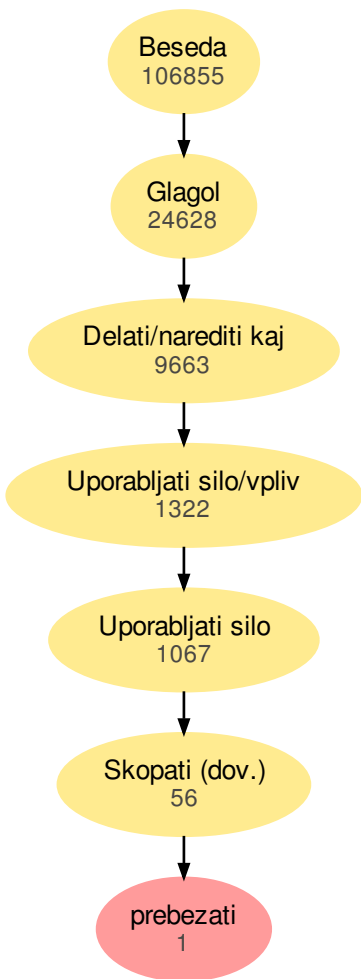 Beseda
106855
Glagol
24628
Delati/narediti kaj
9663
Uporabljati silo/vpliv
1322
Uporabljati silo
1067
Skopati (dov.)
56
prebezati
1